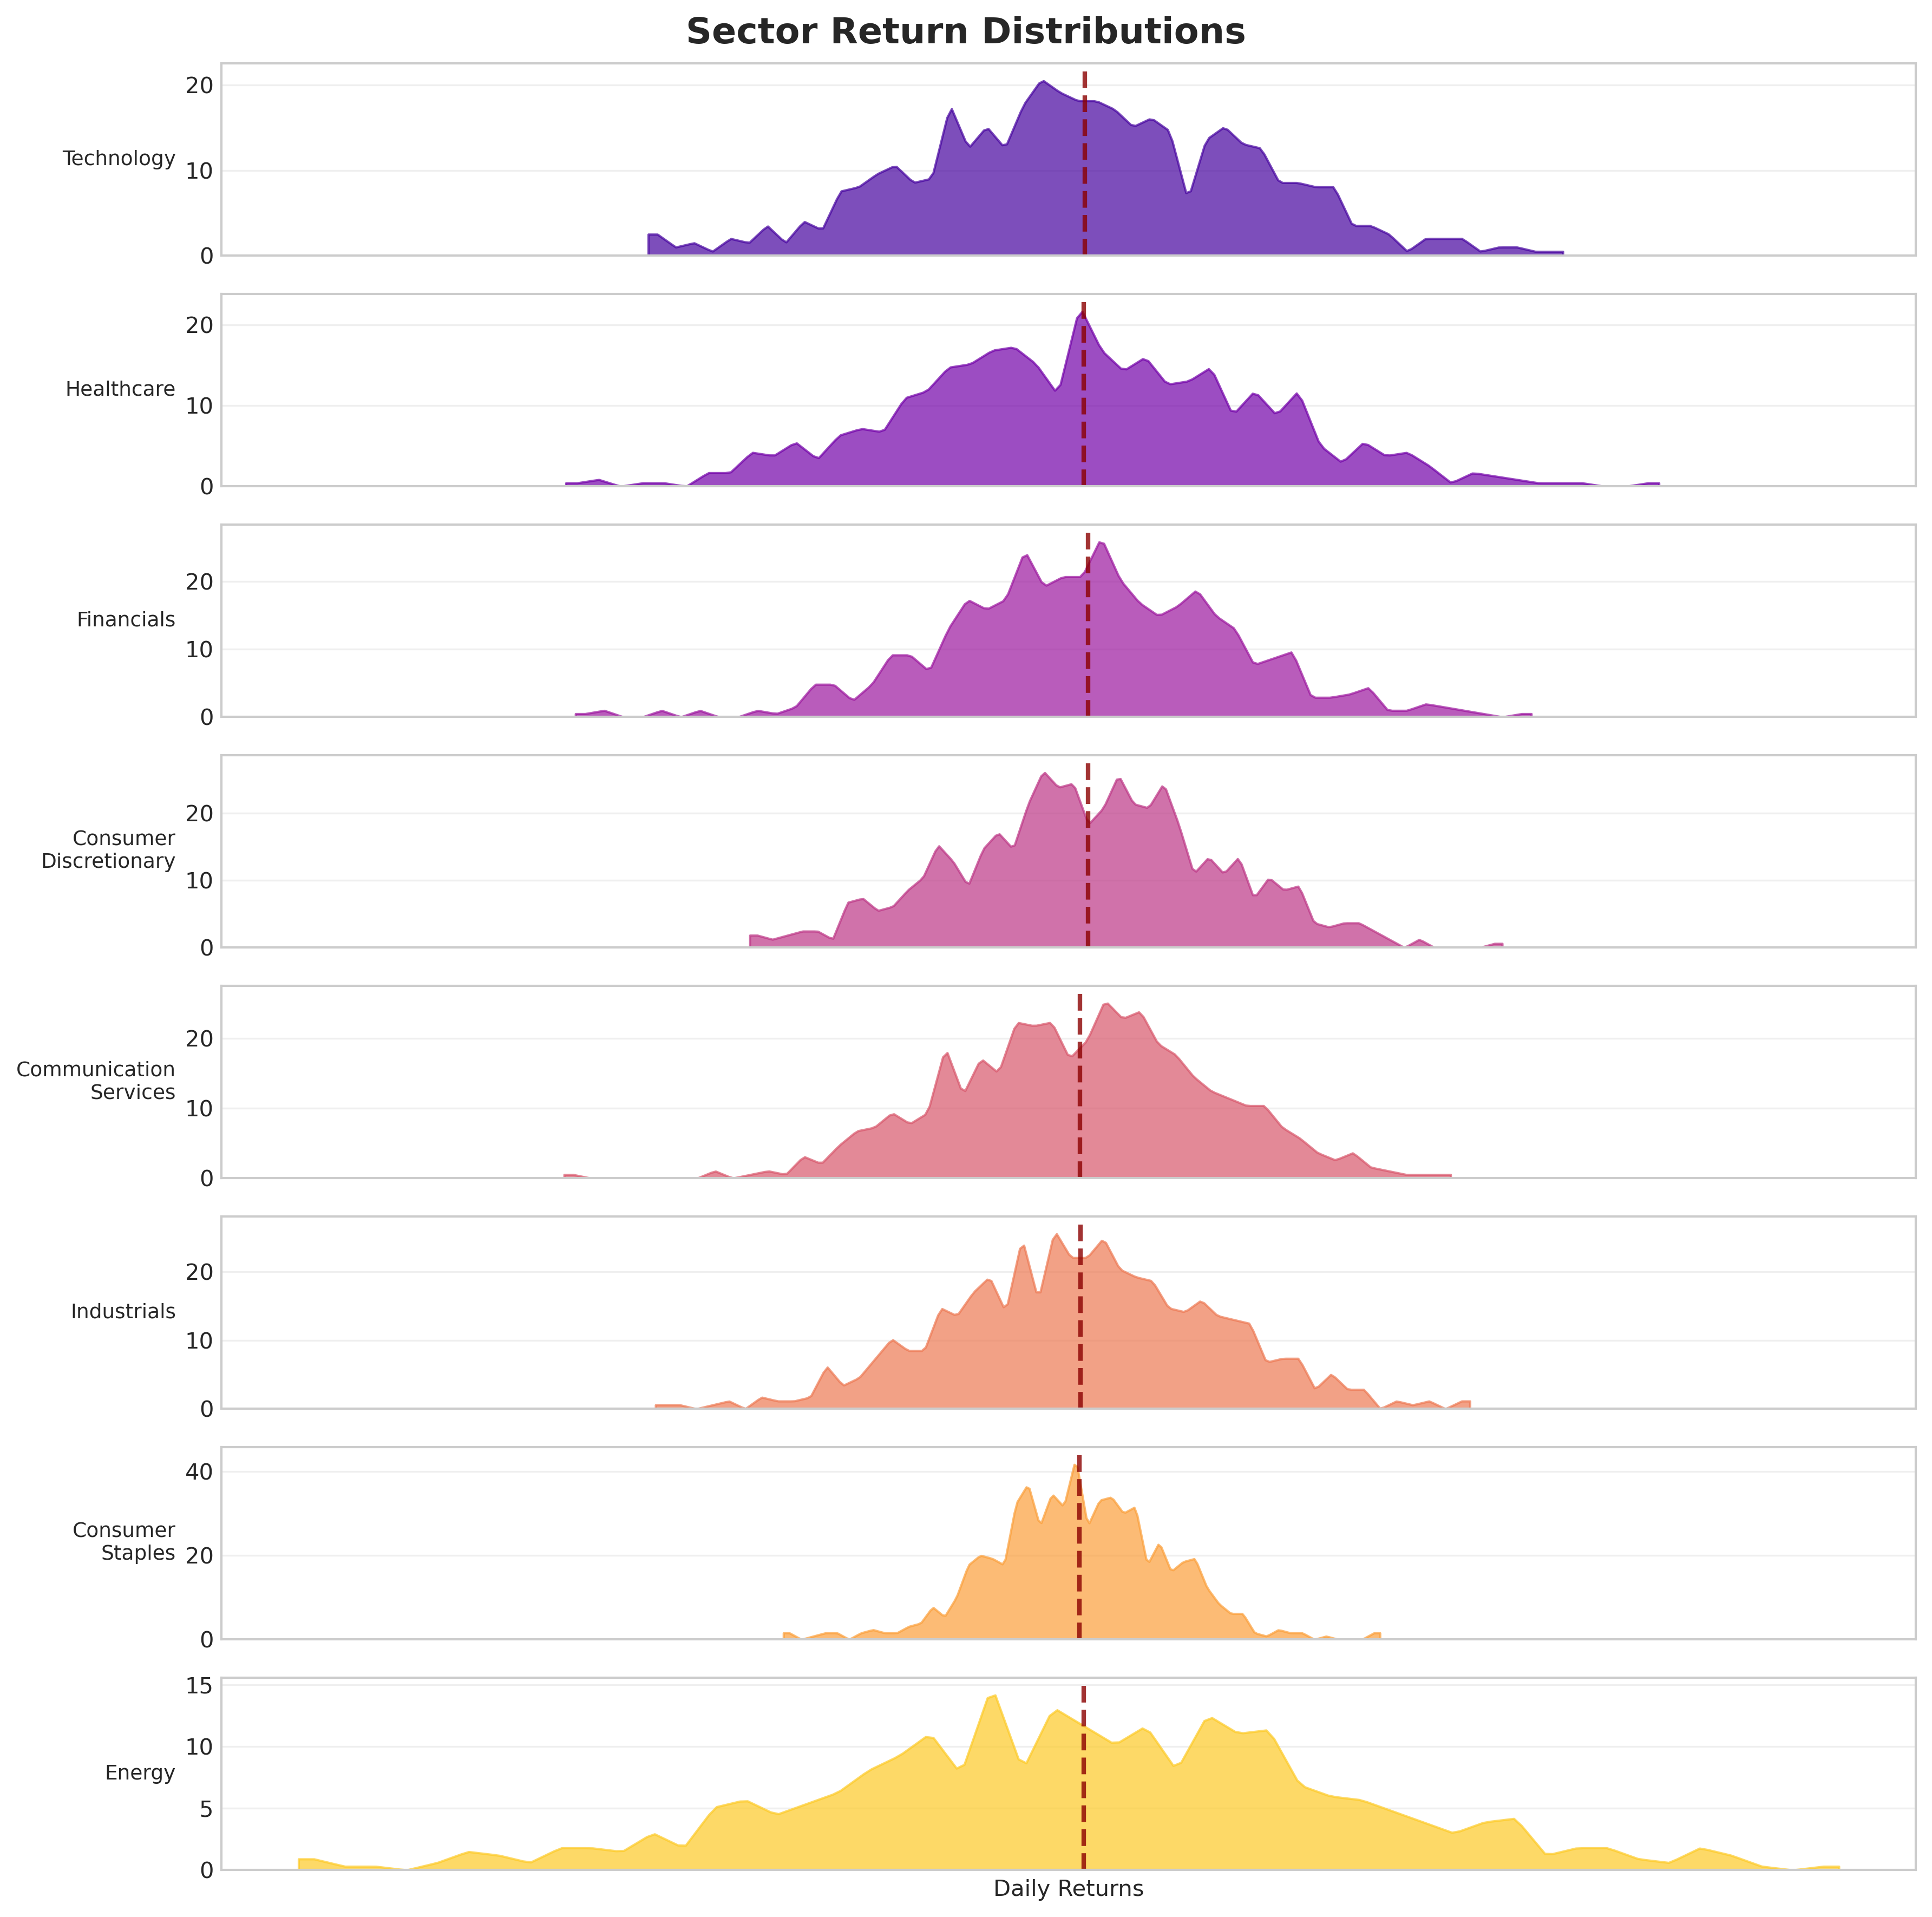 Sector Return Distributions
20
Technology
10
0
20
Healthcare
10
0
20
Financials
10
0
20
Consumer
Discretionary
10
0
20
Communication
Services
10
0
20
Industrials
10
0
40
Consumer
Staples
20
0
15
10
Energy
5
0
Daily Returns